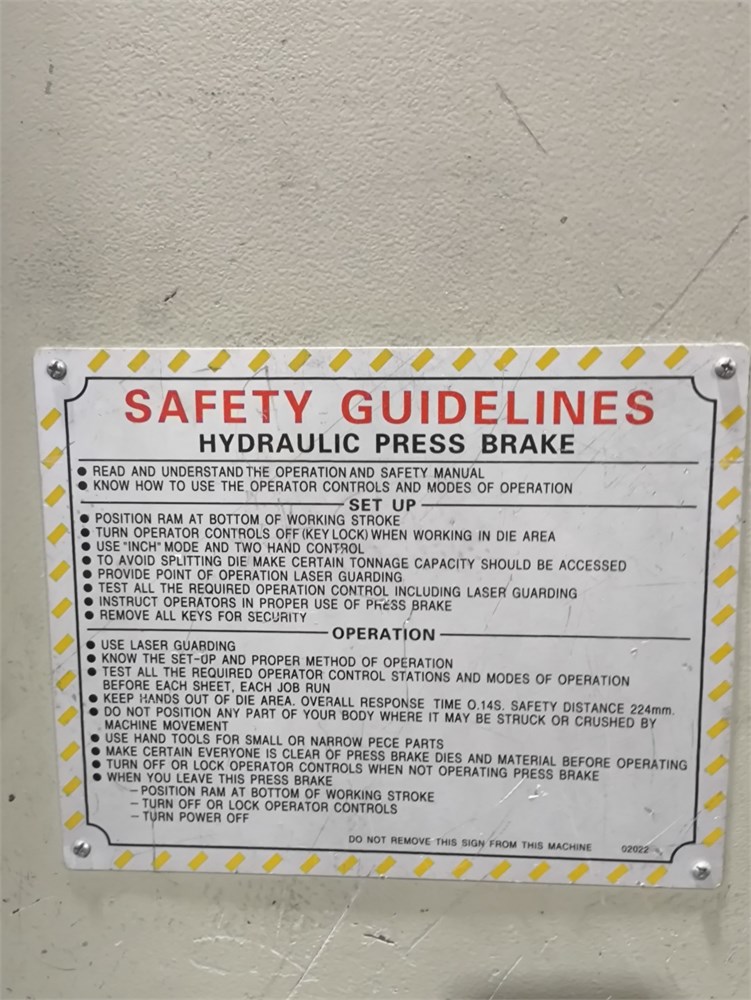 SAFETY GUIDELINES
HYDRAULIC PRESS BRAKE
● READ AND UNDERSTAND THE OPERATION AND SAFETY MANUAL
● KNOW HOW TO USE THE OPERATOR CONTROLS AND MODES OF OPERATION
SET UP
● POSITION RAM AT BOTTOM OF WORKING STROKE
● TURN OPERATOR CONTROLS OFF (KEY LOCK) WHEN WORKING IN DIE AREA
● USE "INCH" MODE AND TWO HAND CONTROL
● TO AVOID SPLITTING DIE MAKE CERTAIN TONNAGE CAPACITY SHOULD BE ACCESSED
● PROVIDE POINT OF OPERATION LASER GUARDING
● TEST ALL THE REQUIRED OPERATION CONTROL INCLUDING LASER GUARDING
● INSTRUCT OPERATORS IN PROPER USE OF PRESS BRAKE
● REMOVE ALL KEYS FOR SECURITY
OPERATION
● USE LASER GUARDING
● KNOW THE SET-UP AND PROPER METHOD OF OPERATION
● TEST ALL THE REQUIRED OPERATOR CONTROL STATIONS AND MODES OF OPERATION
BEFORE EACH SHEET, EACH JOB RUN
● KEEP HANDS OUT OF DIE AREA. OVERALL RESPONSE TIME 0.14S. SAFETY DISTANCE 224mm.
● DO NOT POSITION ANY PART OF YOUR BODY WHERE IT MAY BE STRUCK OR CRUSHED BY
MACHINE MOVEMENT
● USE HAND TOOLS FOR SMALL OR NARROW PECE PARTS
● MAKE CERTAIN EVERYONE IS CLEAR OF PRESS BRAKE DIES AND MATERIAL BEFORE OPERATING
● TURN OFF OR LOCK OPERATOR CONTROLS WHEN NOT OPERATING PRESS BRAKE
● WHEN YOU LEAVE THIS PRESS BRAKE
– POSITION RAM AT BOTTOM OF WORKING STROKE
– TURN OFF OR LOCK OPERATOR CONTROLS
– TURN POWER OFF
DO NOT REMOVE THIS SIGN FROM THIS MACHINE 02022